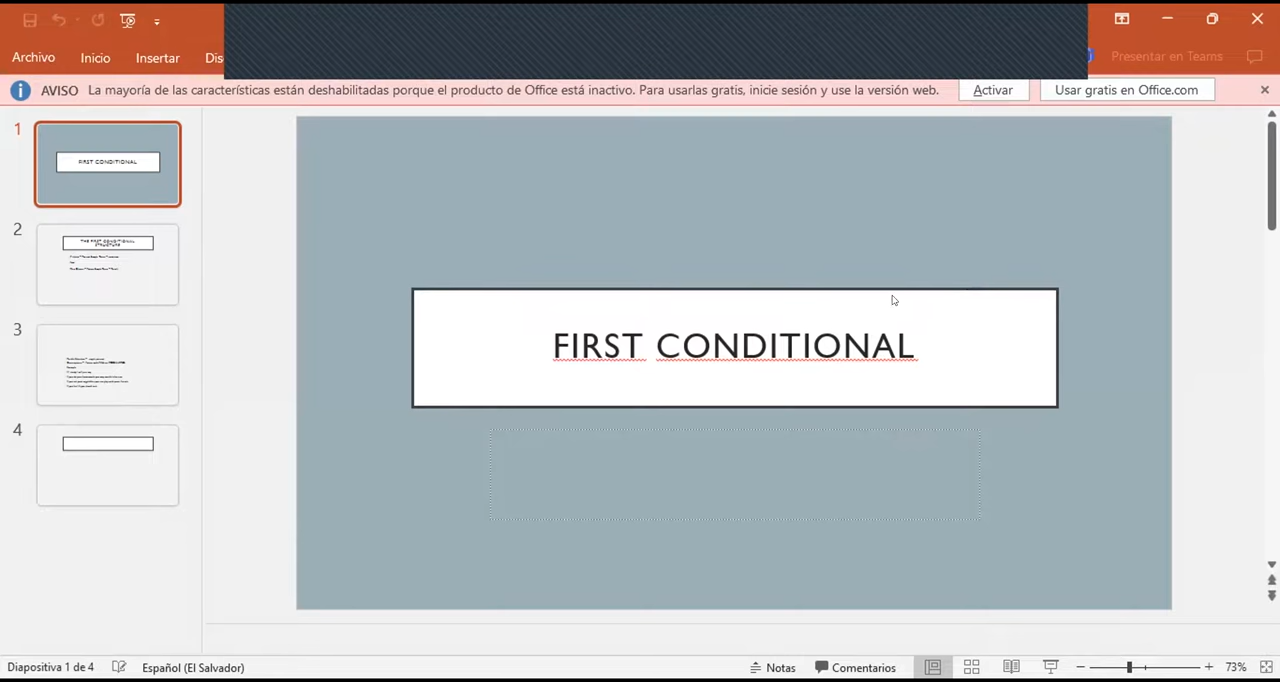 Archivo Inicio Insertar Dis
Presentar en Teams
AVISO La mayoría de las características están deshabilitadas porque el producto de Office está inactivo. Para usarlas gratis, inicie sesión y use la versión web. Activar Usar gratis en Office.com
1
FIRST CONDITIONAL
2
THE FIRST CONDITIONAL
STRUCTURE
3
4
FIRST CONDITIONAL
Diapositiva 1 de 4 Español (El Salvador) Notas Comentarios 73%